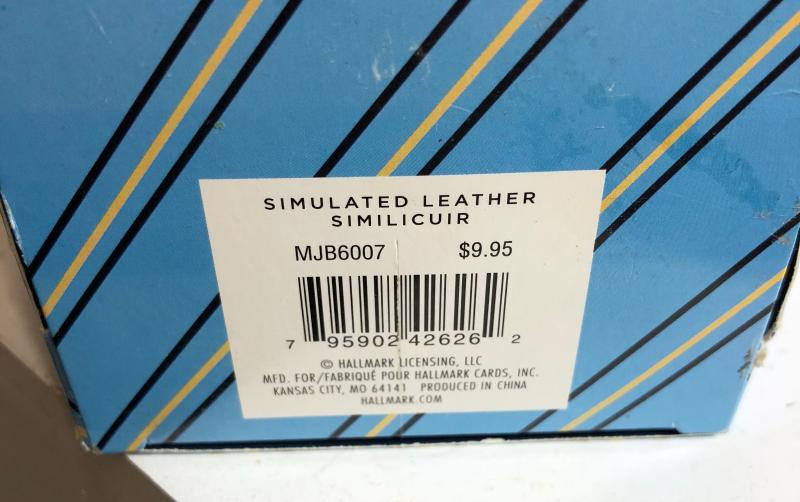 SIMULATED LEATHER
SIMILICUIR
MJB6007 $9.95
7 95902 42626 2
© HALLMARK LICENSING, LLC
MFD. FOR/FABRIQUÉ POUR HALLMARK CARDS, INC.
KANSAS CITY, MO 64141 PRODUCED IN CHINA
HALLMARK.COM